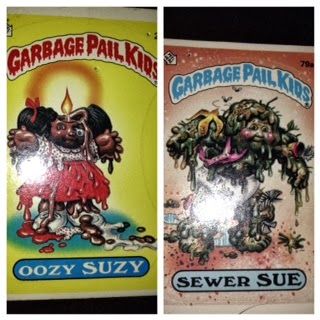 GARBAGE PAIL KIDS
OOZY SUZY
79a
GARBAGE PAIL KIDS
SEWER SUE